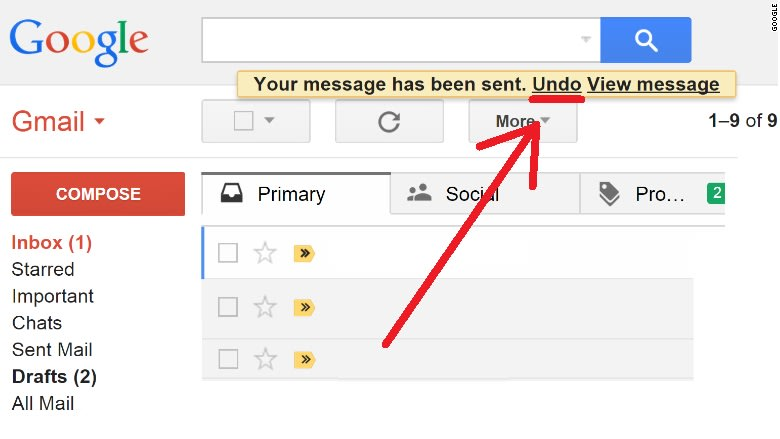 GOOGLE
Google
Your message has been sent. Undo View message
Gmail
More
1–9 of 9
COMPOSE
Primary
Social
Pro...
2
Inbox (1)
Starred
Important
Chats
Sent Mail
Drafts (2)
All Mail